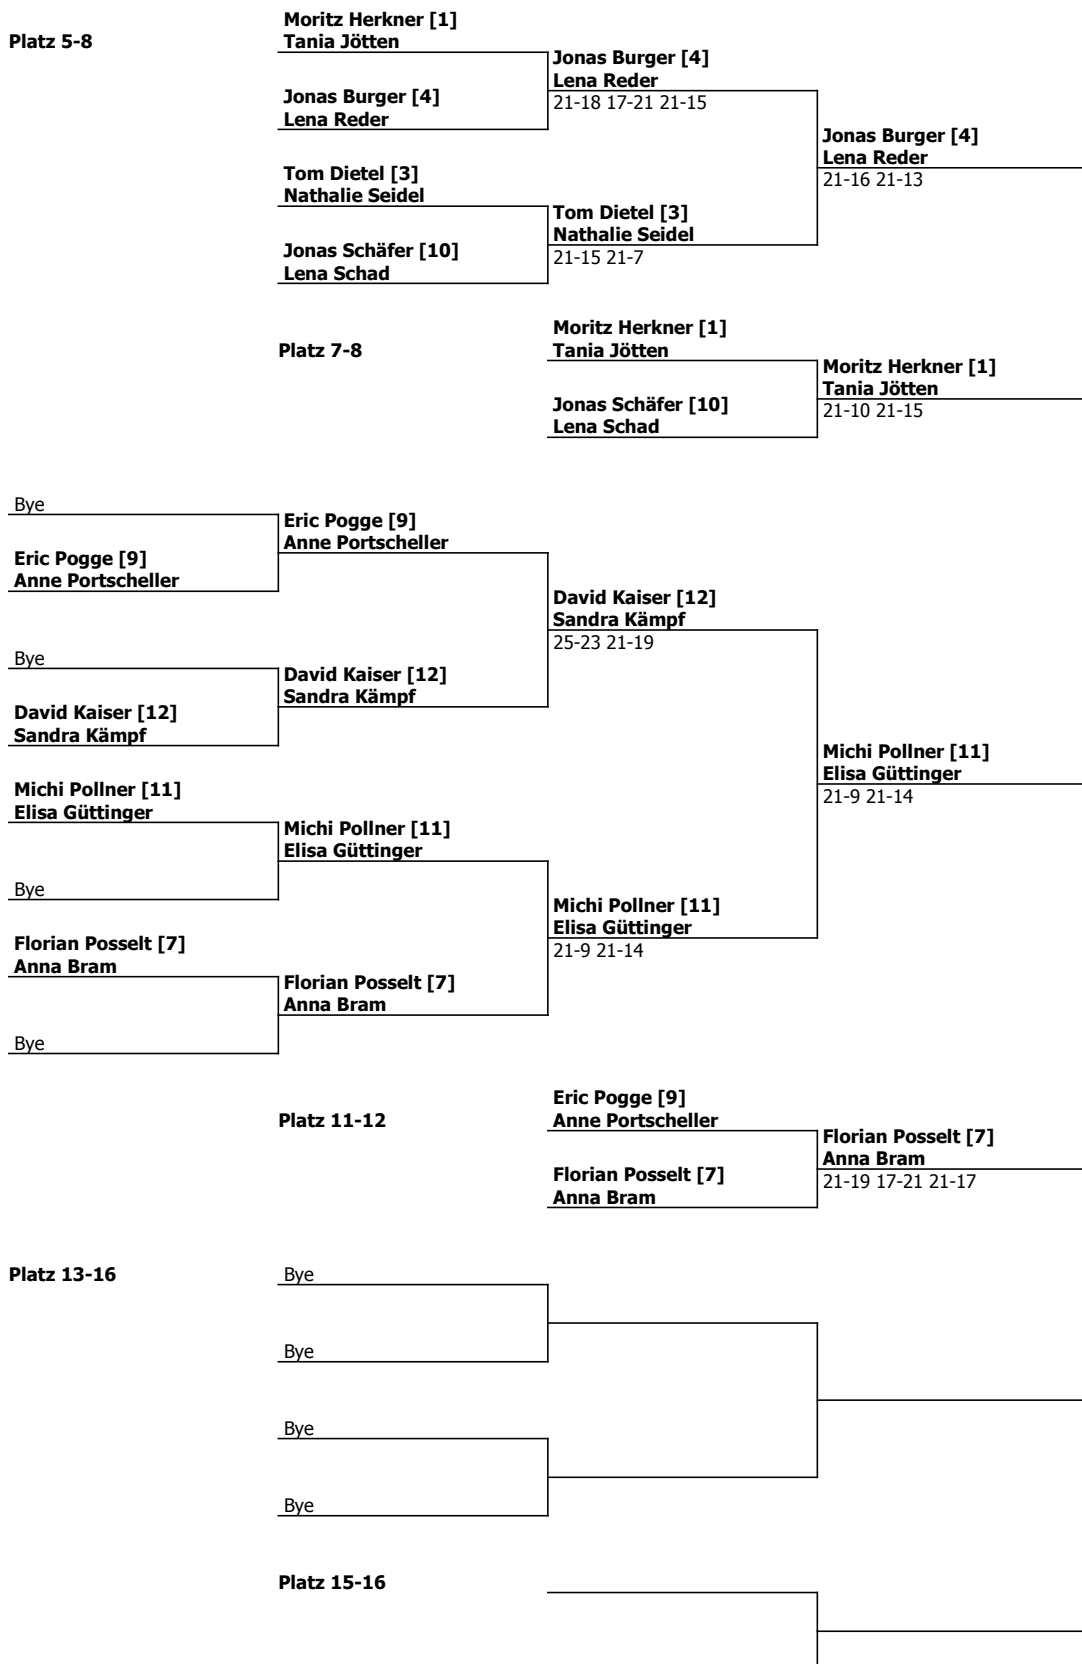 Platz 5-8
Moritz Herkner [1]
Tania Jötten
Jonas Burger [4]
Lena Reder
21-18 17-21 21-15
Jonas Burger [4]
Lena Reder
Jonas Burger [4]
Lena Reder
21-16 21-13
Tom Dietel [3]
Nathalie Seidel
Tom Dietel [3]
Nathalie Seidel
21-15 21-7
Jonas Schäfer [10]
Lena Schad
Platz 7-8
Moritz Herkner [1]
Tania Jötten
Moritz Herkner [1]
Tania Jötten
21-10 21-15
Jonas Schäfer [10]
Lena Schad
Bye
Eric Pogge [9]
Anne Portscheller
Eric Pogge [9]
Anne Portscheller
David Kaiser [12]
Sandra Kämpf
25-23 21-19
Bye
David Kaiser [12]
Sandra Kämpf
David Kaiser [12]
Sandra Kämpf
Michi Pollner [11]
Elisa Güttinger
21-9 21-14
Michi Pollner [11]
Elisa Güttinger
Michi Pollner [11]
Elisa Güttinger
Bye
Michi Pollner [11]
Elisa Güttinger
21-9 21-14
Florian Posselt [7]
Anna Bram
Florian Posselt [7]
Anna Bram
Bye
Platz 11-12
Eric Pogge [9]
Anne Portscheller
Florian Posselt [7]
Anna Bram
21-19 17-21 21-17
Florian Posselt [7]
Anna Bram
Platz 13-16
Bye
Bye
Bye
Bye
Platz 15-16